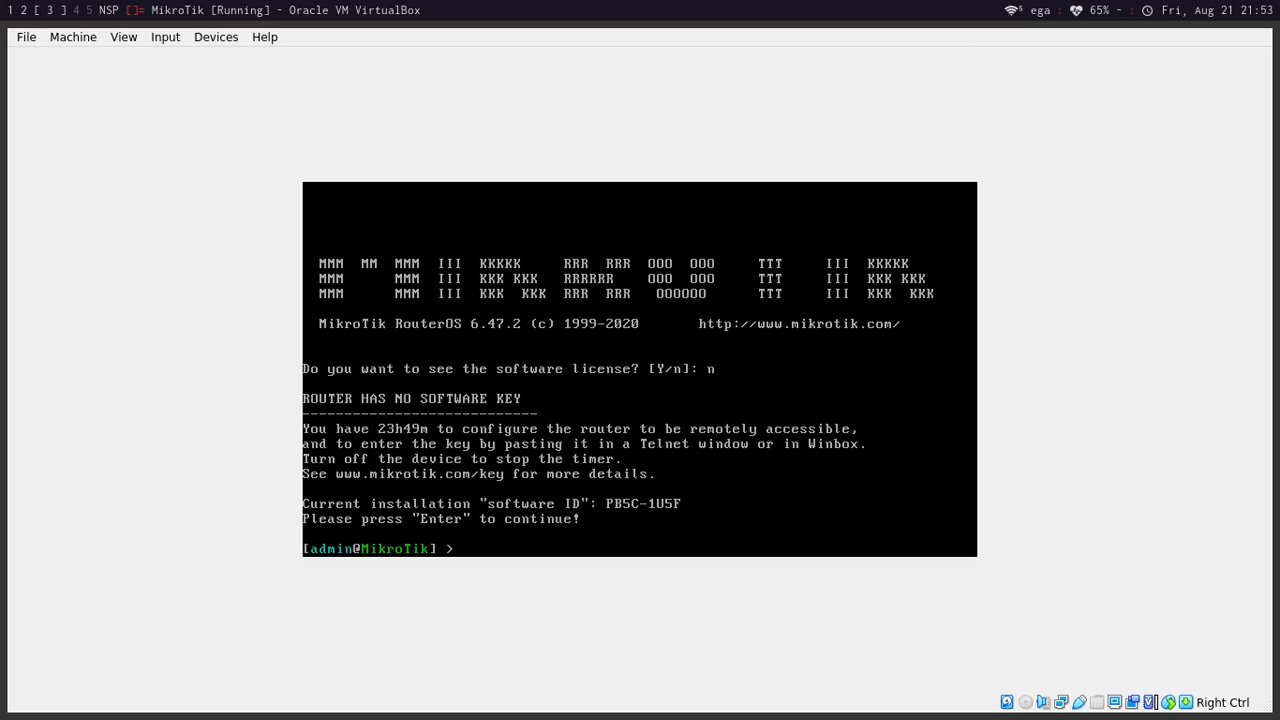 1 2 [ 3 ] 4 5 NSP []= MikroTik [Running] - Oracle VM VirtualBox s ega : 65% - : Fri, Aug 21 21:53
File Machine View Input Devices Help
MMM MM MMM III KKKKK RRR RRR OOO OOO TTT III KKKKK
MMM MMM III KKK KKK RRRRRR OOO OOO TTT III KKK KKK
MMM MMM III KKK KKK RRR RRR OOOOOO TTT III KKK KKK
MikroTik RouterOS 6.47.2 (c) 1999-2020 http://www.mikrotik.com/
Do you want to see the software license? [Y/n]: n
ROUTER HAS NO SOFTWARE KEY
----------------------------
You have 23h49m to configure the router to be remotely accessible,
and to enter the key by pasting it in a Telnet window or in Winbox.
Turn off the device to stop the timer.
See www.mikrotik.com/key for more details.
Current installation "software ID": PB5C-1U5F
Please press "Enter" to continue!
[admin@MikroTik] >
Right Ctrl